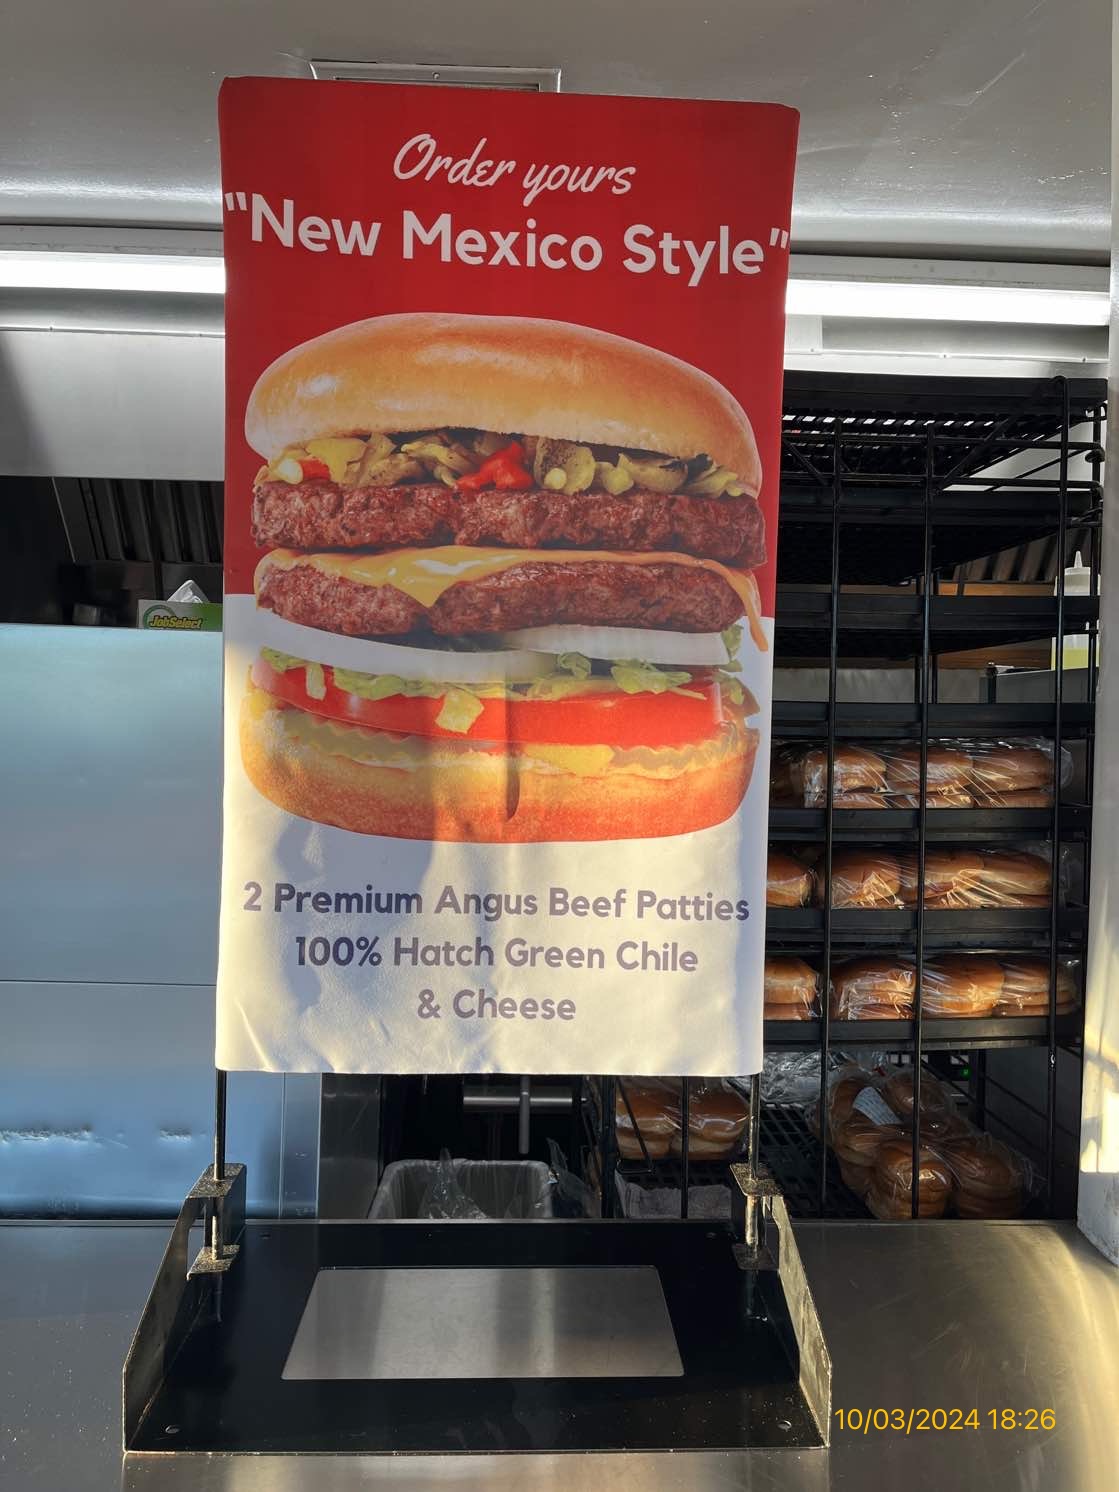 Order yours
"New Mexico Style"
2 Premium Angus Beef Patties
100% Hatch Green Chile
& Cheese
JobSelect
10/03/2024 18:26